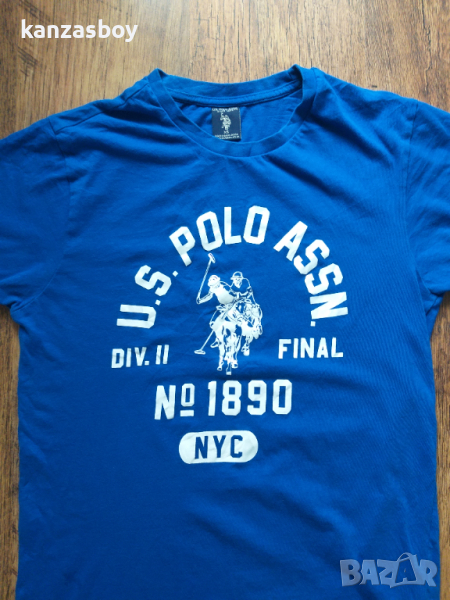 kanzasboy
U.S. POLO ASSN.
DIV. II FINAL
Nº 1890
NYC
BAZAR